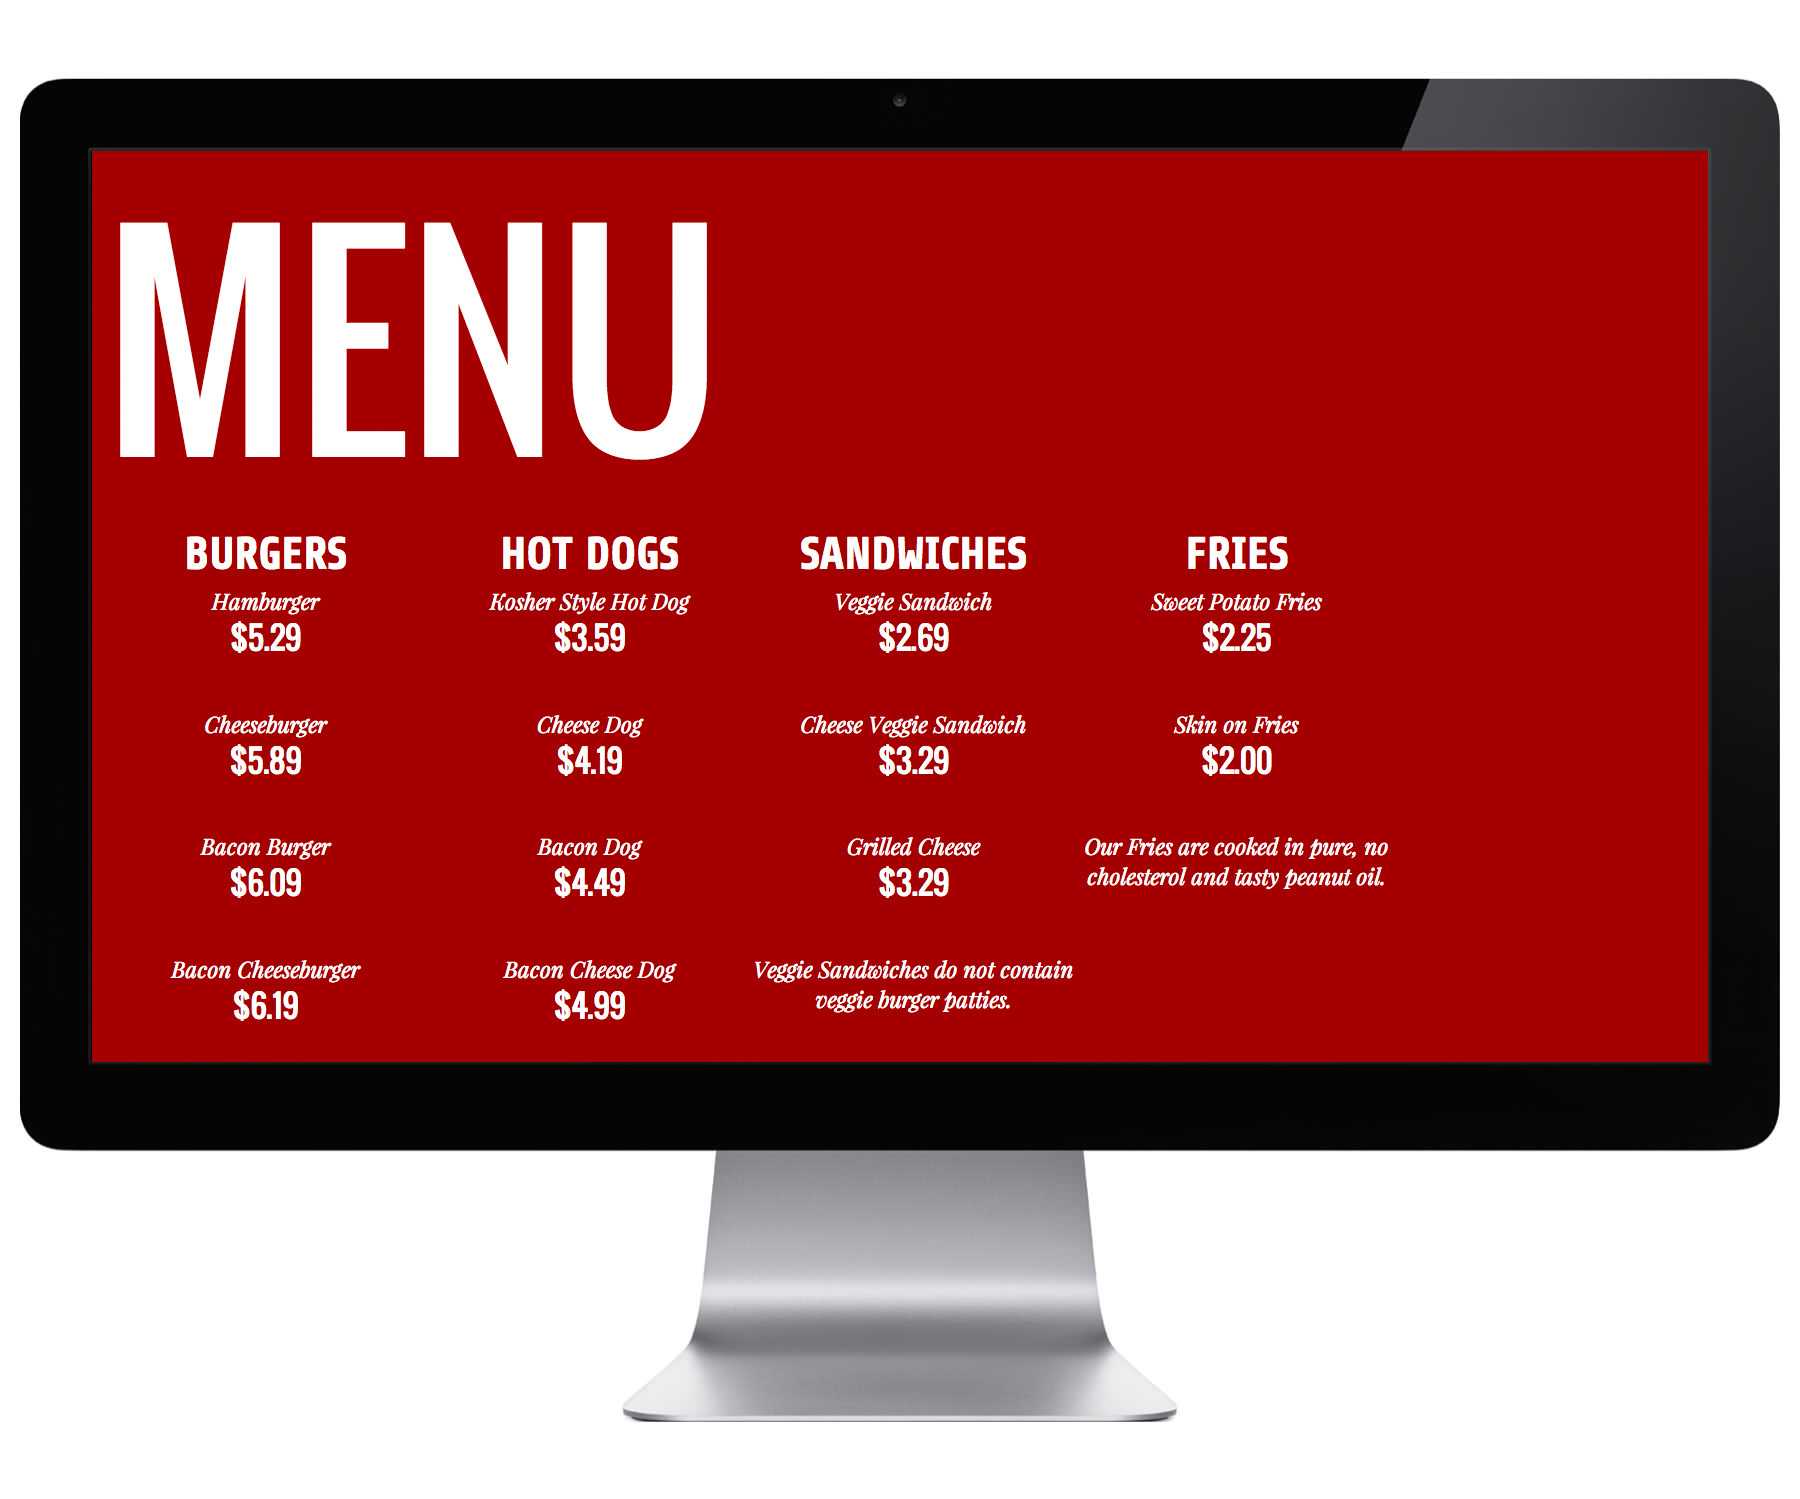 MENU
BURGERS
Hamburger
$5.29
Cheeseburger
$5.89
Bacon Burger
$6.09
Bacon Cheeseburger
$6.19
HOT DOGS
Kosher Style Hot Dog
$3.59
Cheese Dog
$4.19
Bacon Dog
$4.49
Bacon Cheese Dog
$4.99
SANDWICHES
Veggie Sandwich
$2.69
Cheese Veggie Sandwich
$3.29
Grilled Cheese
$3.29
Veggie Sandwiches do not contain
veggie burger patties.
FRIES
Sweet Potato Fries
$2.25
Skin on Fries
$2.00
Our Fries are cooked in pure, no
cholesterol and tasty peanut oil.